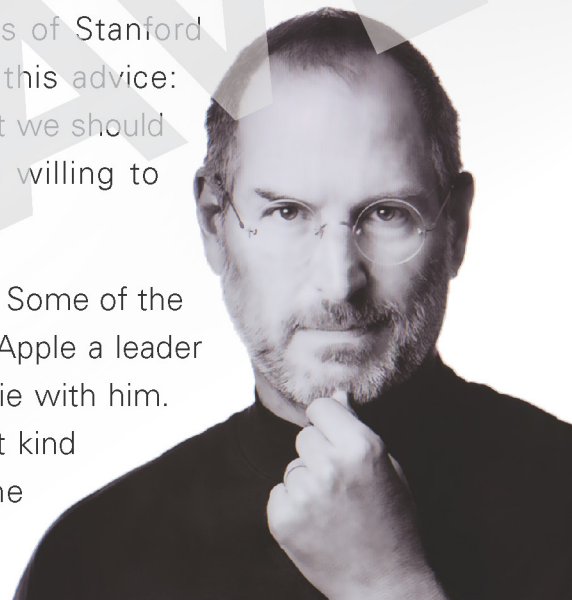 s of Stanford
this advice:
t we should
willing to
Some of the
Apple a leader
ie with him.
t kind
ne